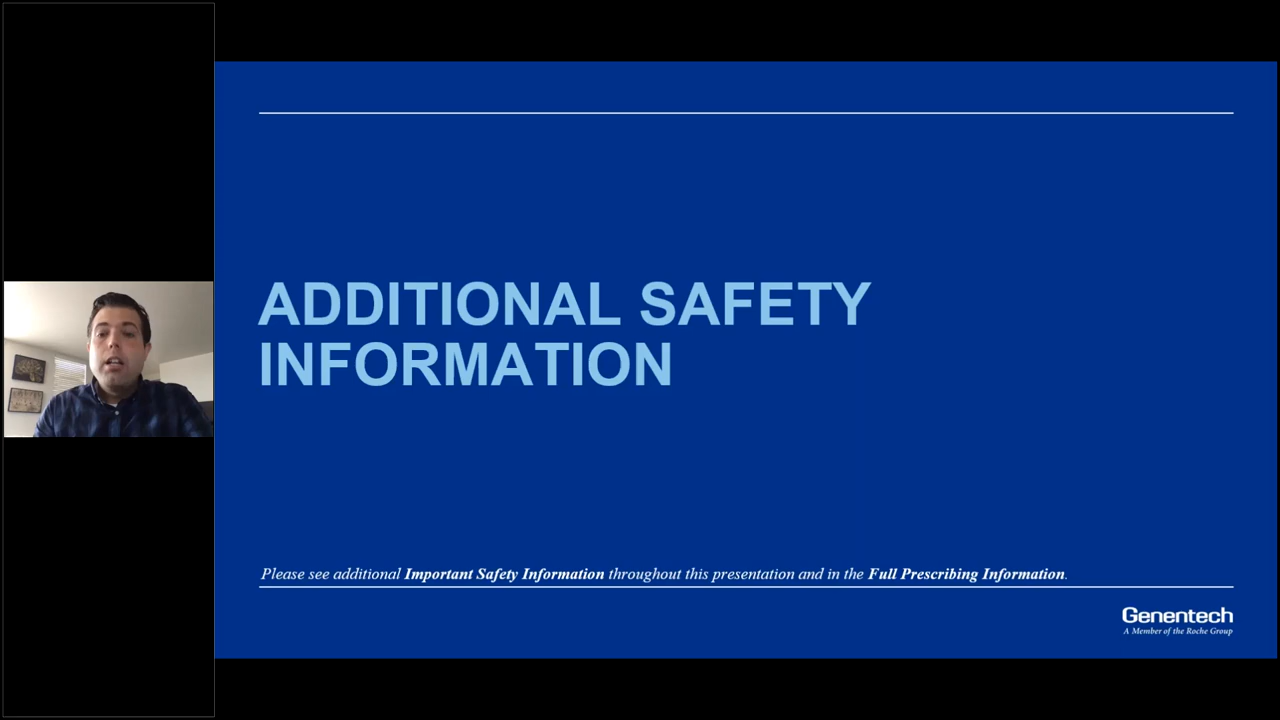 ADDITIONAL SAFETY
INFORMATION
Please see additional Important Safety Information throughout this presentation and in the Full Prescribing Information.
Genentech
A Member of the Roche Group